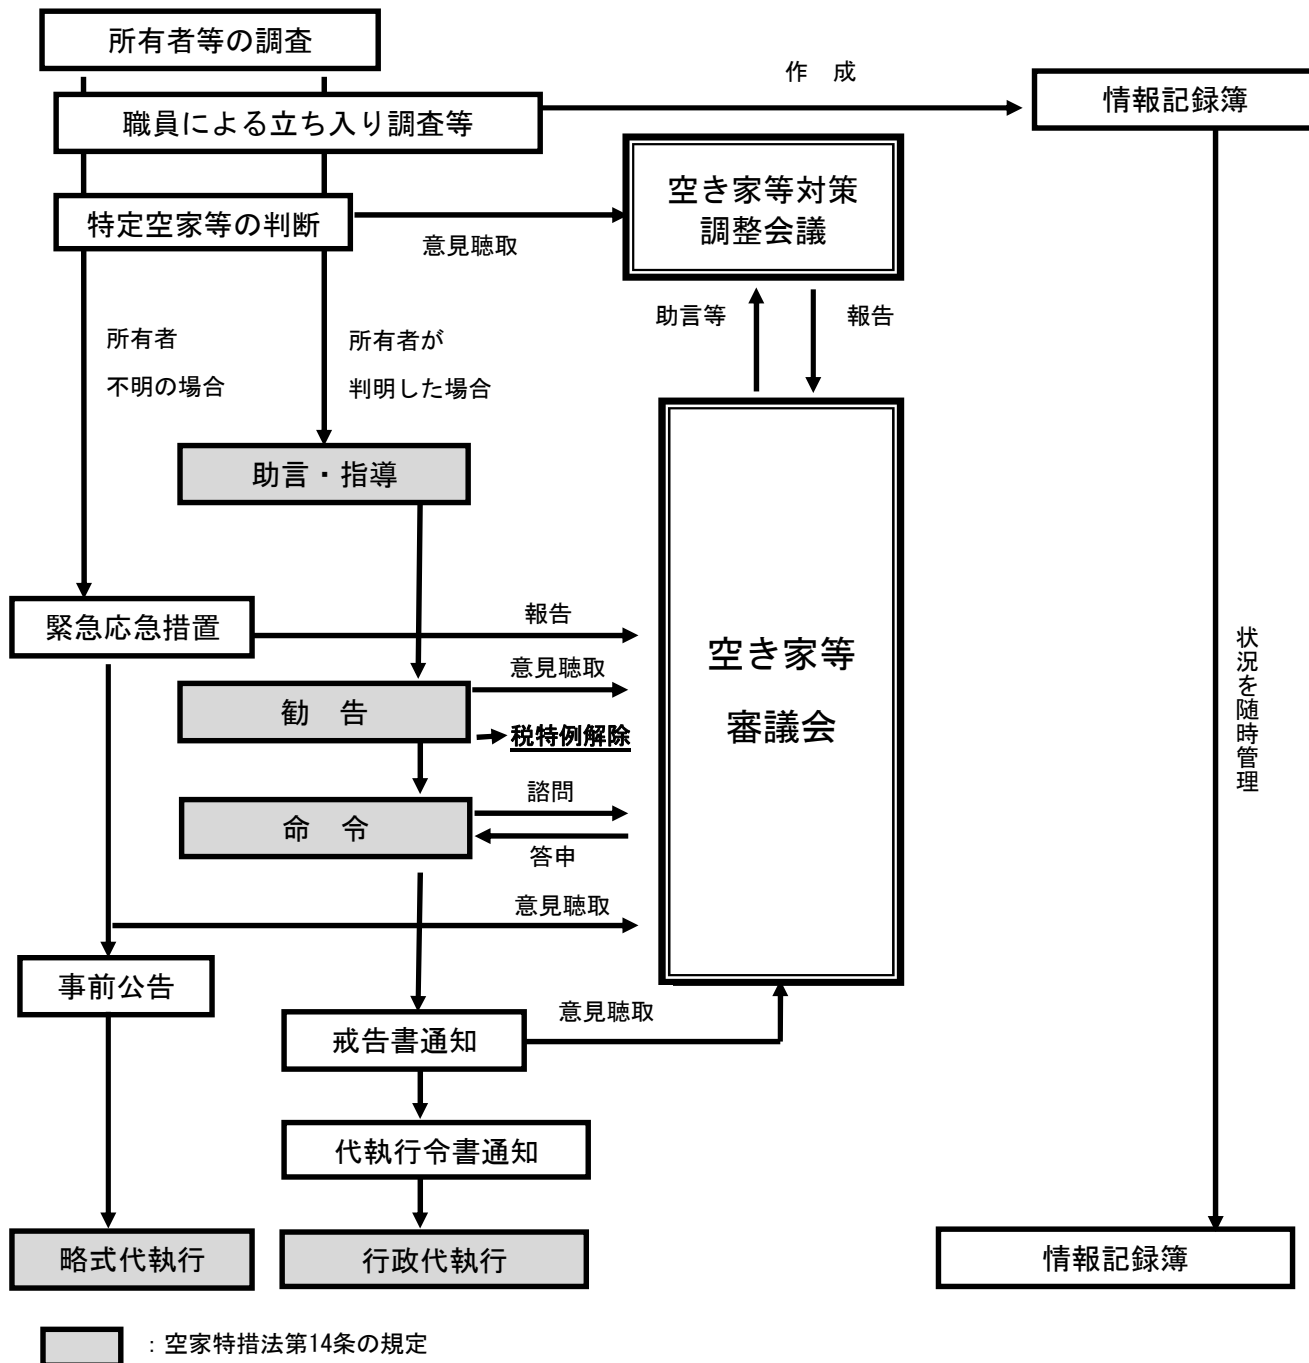 所有者等の調査
作　成
情報記録簿
職員による立ち入り調査等
空き家等対策
調整会議
特定空家等の判断
意見聴取
助言等
報告
所有者
不明の場合
所有者が
判明した場合
助言・指導
緊急応急措置
報告
意見聴取
勧　告
税特例解除
空き家等
審議会
状況を随時管理
命　令
諮問
答申
意見聴取
事前公告
戒告書通知
意見聴取
代執行令書通知
略式代執行
行政代執行
情報記録簿
：空家特措法第14条の規定